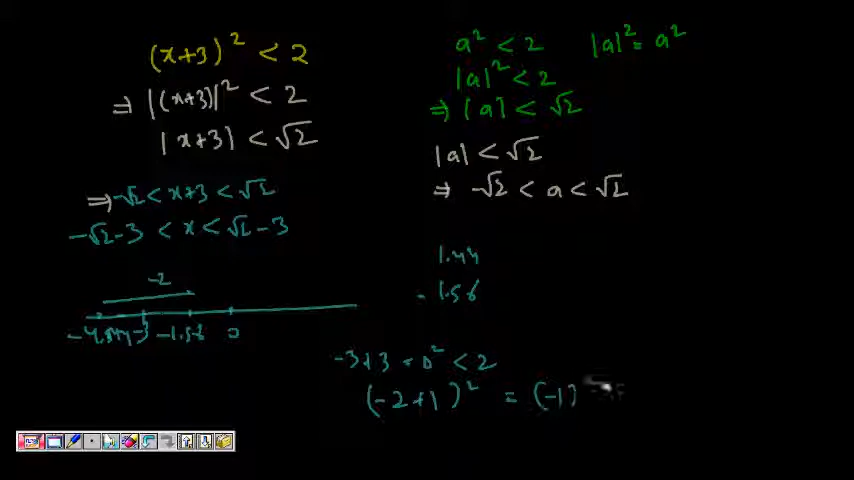 (x+3)² < 2
⇒ |(x+3)|² < 2
|x+3| < √2
⇒ -√2 < x+3 < √2
-√2-3 < x < √2-3
a² < 2 |a|² = a²
|a|² < 2
⇒ |a| < √2
|a| < √2
⇒ -√2 < a < √2
1.44
-1.56
-2
-3 -1.56 0
-3+3 = 0² < 2
(-2+1)² = (-1)